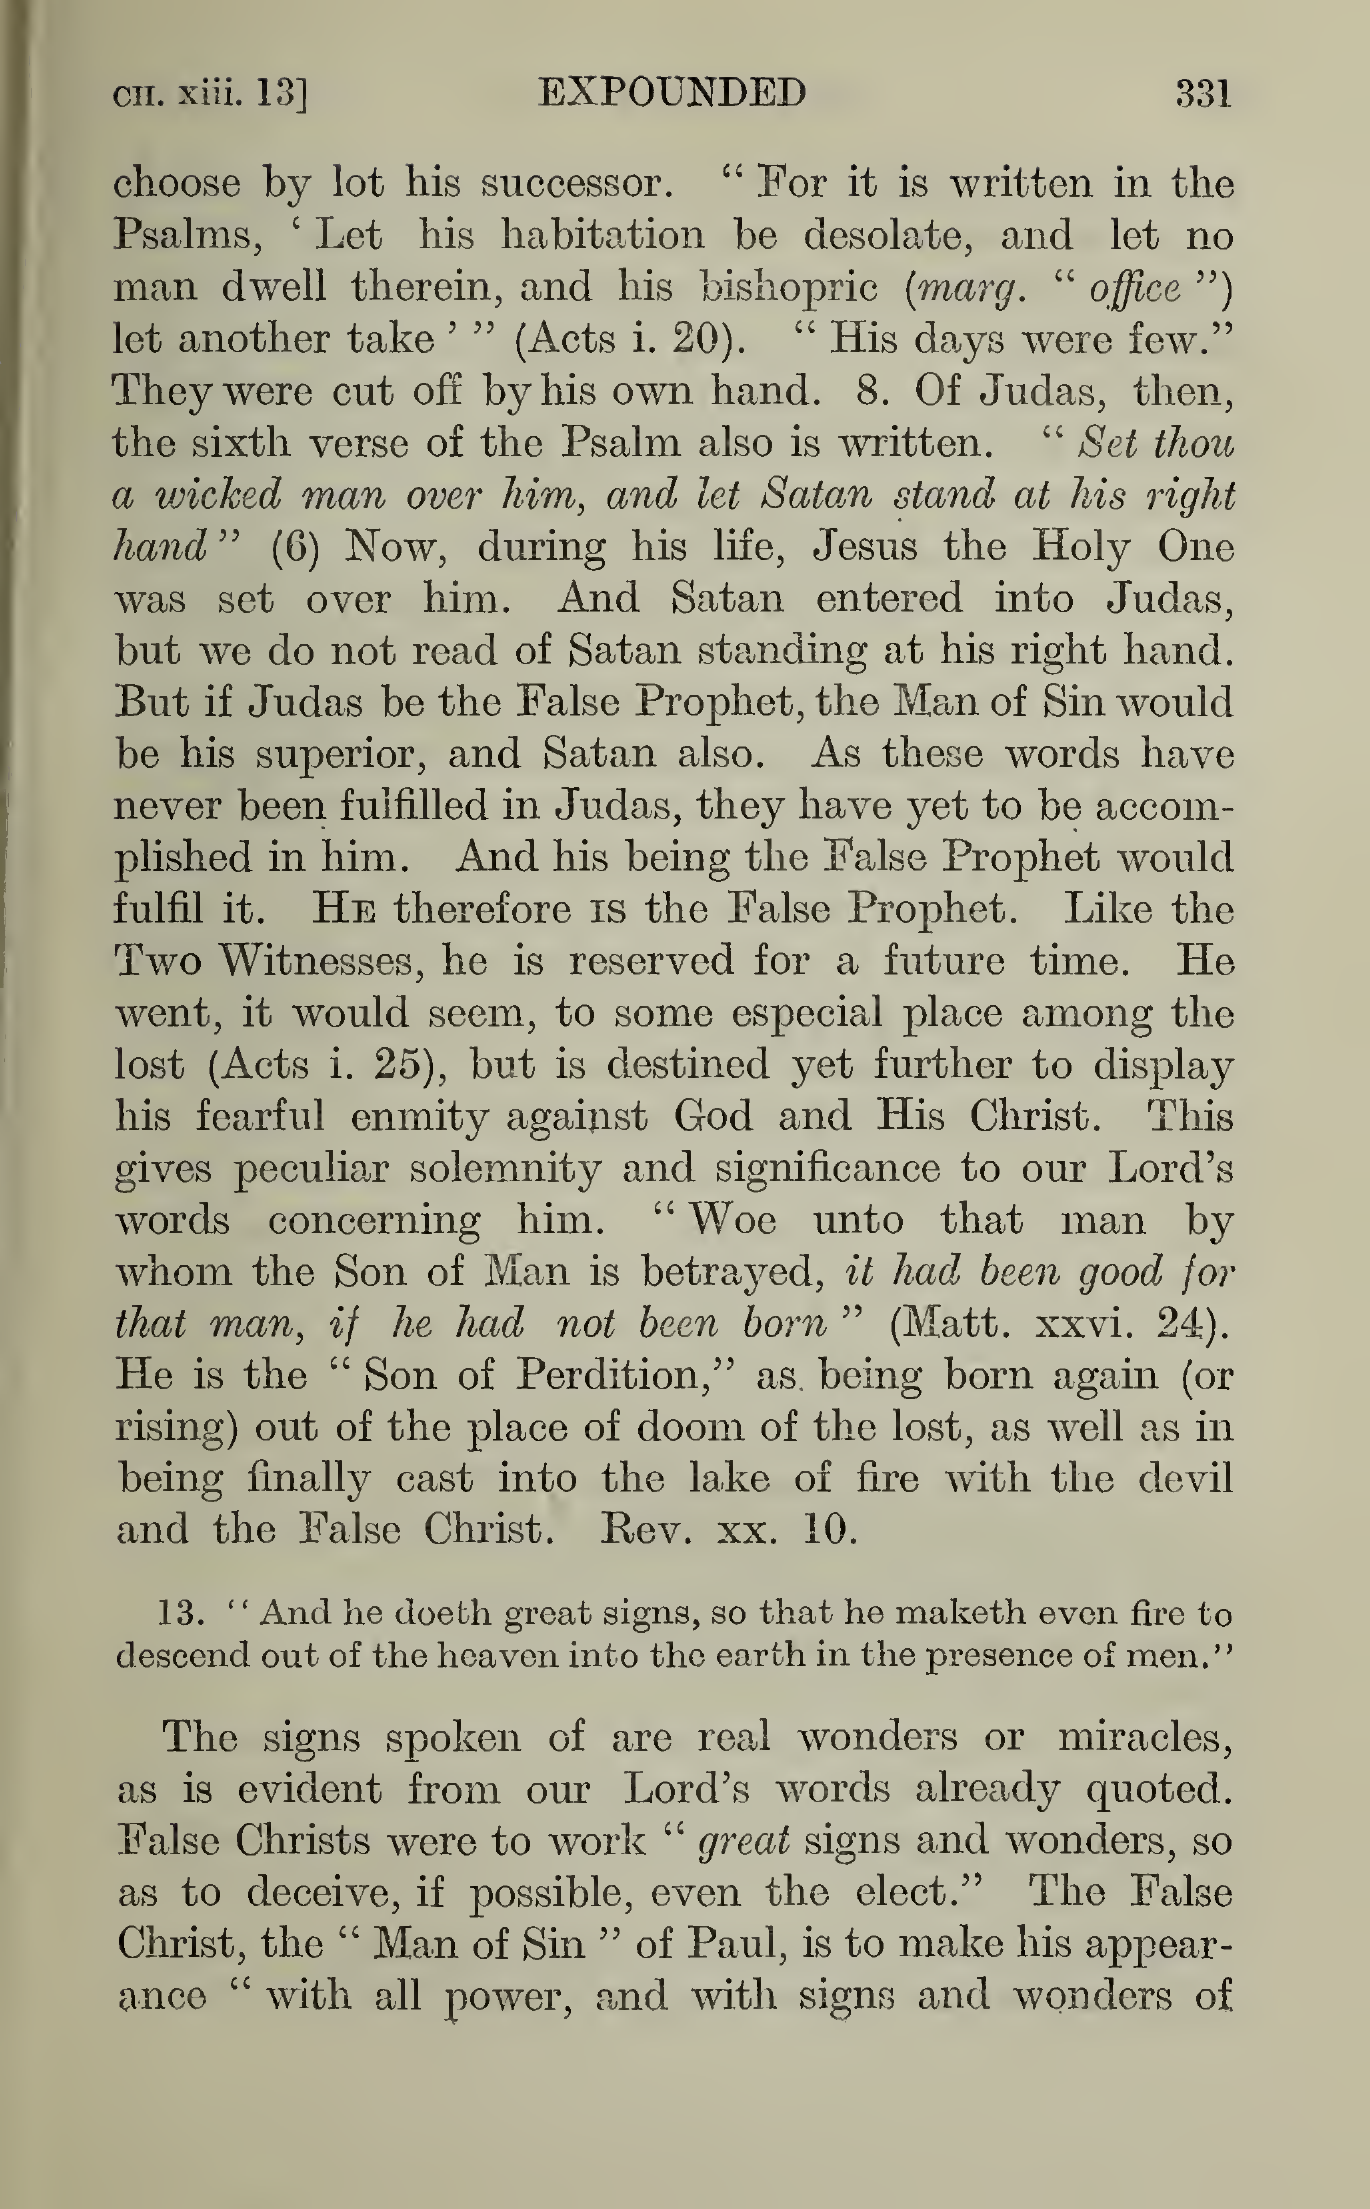 CH. xiii. 13] EXPOUNDED 331
choose by lot his successor. “ For it is written in the
Psalms, ‘ Let his habitation be desolate, and let no
man dwell therein, and his bishopric (marg. “ office ”)
let another take ’ ” (Acts i. 20). “ His days were few.”
They were cut off by his own hand. 8. Of Judas, then,
the sixth verse of the Psalm also is written. “ Set thou
a wicked man over him, and let Satan stand at his right
hand” (6) Now, during his life, Jesus the Holy One
was set over him. And Satan entered into Judas,
but we do not read of Satan standing at his right hand.
But if Judas be the False Prophet, the Man of Sin would
be his superior, and Satan also. As these words have
never been fulfilled in Judas, they have yet to be accom-
plished in him. And his being the False Prophet would
fulfil it. HE therefore IS the False Prophet. Like the
Two Witnesses, he is reserved for a future time. He
went, it would seem, to some especial place among the
lost (Acts i. 25), but is destined yet further to display
his fearful enmity against God and His Christ. This
gives peculiar solemnity and significance to our Lord’s
words concerning him. “ Woe unto that man by
whom the Son of Man is betrayed, it had been good for
that man, if he had not been born ” (Matt. xxvi. 24).
He is the “ Son of Perdition,” as being born again (or
rising) out of the place of doom of the lost, as well as in
being finally cast into the lake of fire with the devil
and the False Christ. Rev. xx. 10.
13. “ And he doeth great signs, so that he maketh even fire to
descend out of the heaven into the earth in the presence of men.”
The signs spoken of are real wonders or miracles,
as is evident from our Lord’s words already quoted.
False Christs were to work “ great signs and wonders, so
as to deceive, if possible, even the elect.” The False
Christ, the “ Man of Sin ” of Paul, is to make his appear-
ance “ with all power, and with signs and wonders of